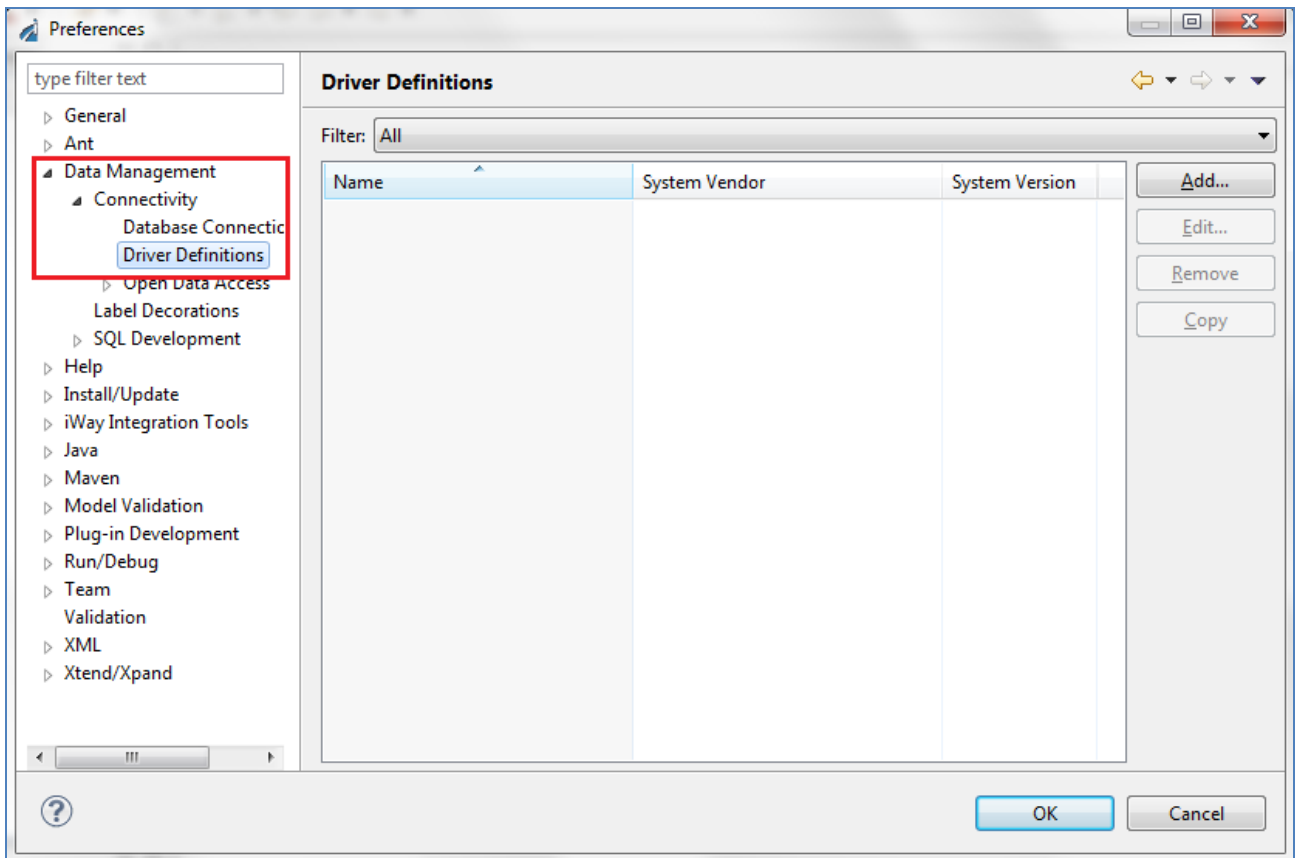 Preferences
type filter text
General
Ant
Data Management
Connectivity
Database Connectic
Driver Definitions
Open Data Access
Label Decorations
SQL Development
Help
Install/Update
iWay Integration Tools
Java
Maven
Model Validation
Plug-in Development
Run/Debug
Team
Validation
XML
Xtend/Xpand
Driver Definitions
Filter: All
Name System Vendor System Version
Add...
Edit...
Remove
Copy
OK Cancel